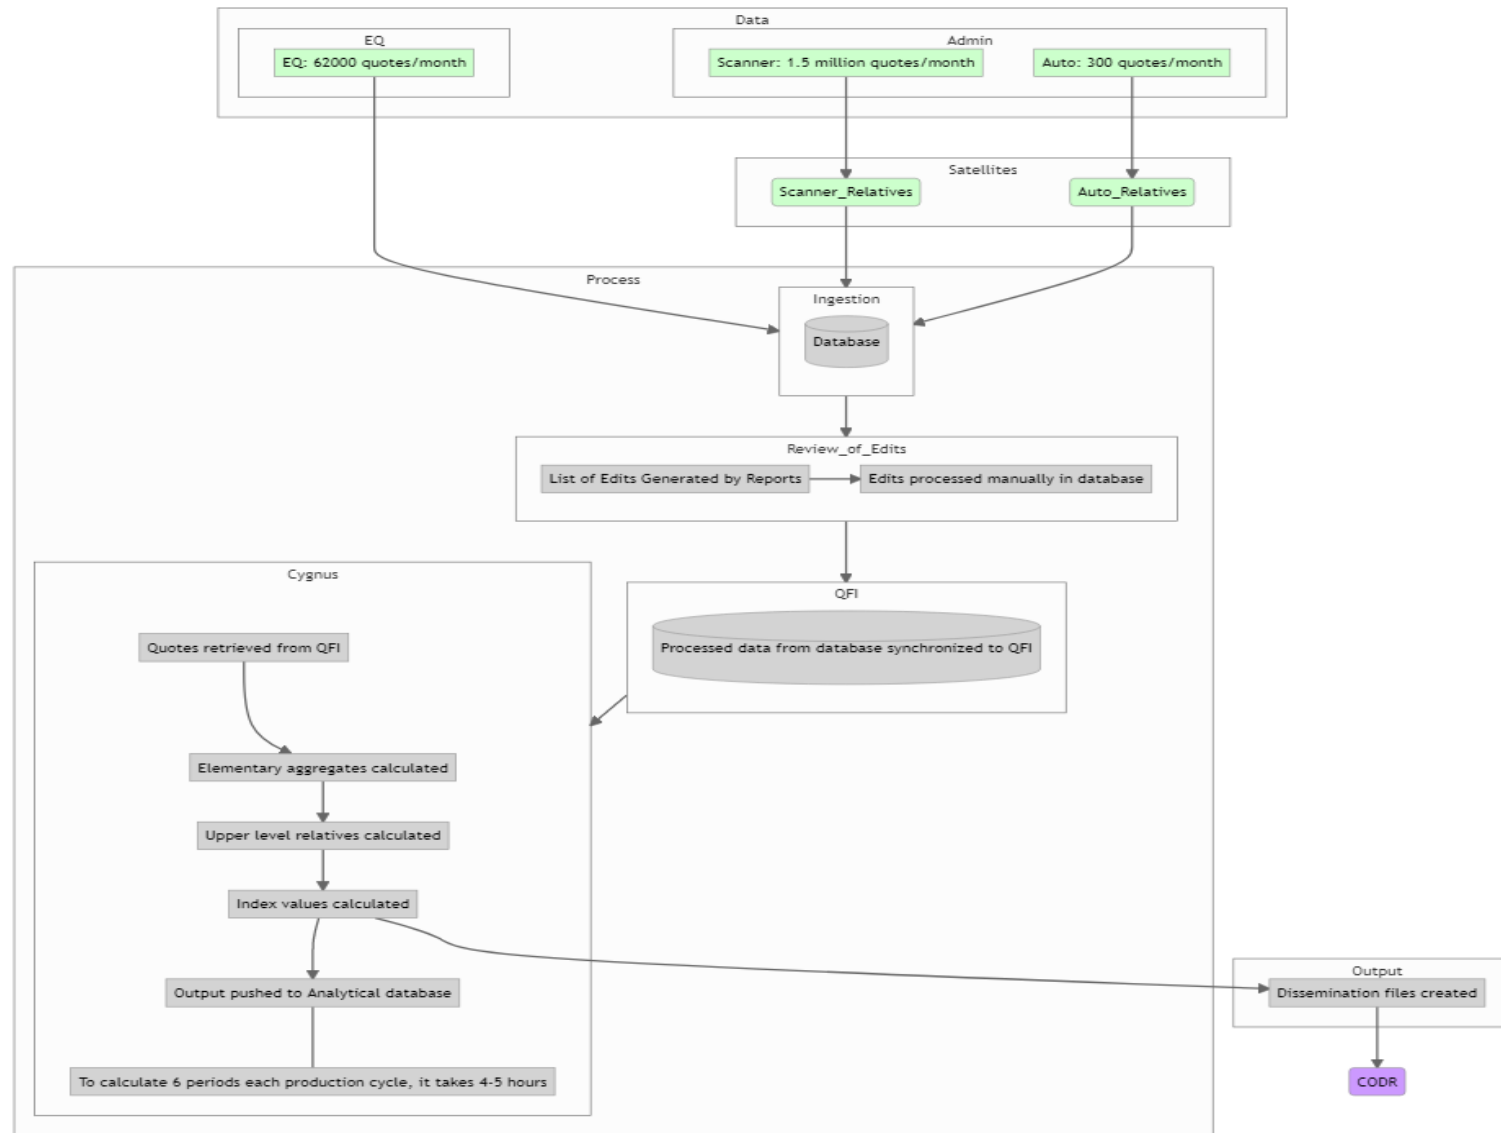 Data
EQ
Admin
EQ: 62000 quotes/month
Scanner: 1.5 million quotes/month
Auto: 300 quotes/month
Satellites
Scanner_Relatives
Auto_Relatives
Process
Ingestion
Database
Review_of_Edits
List of Edits Generated by Reports
Edits processed manually in database
Cygnus
QFI
Quotes retrieved from QFI
Processed data from database synchronized to QFI
Elementary aggregates calculated
Upper level relatives calculated
Index values calculated
Output pushed to Analytical database
Output
Dissemination files created
To calculate 6 periods each production cycle, it takes 4-5 hours
CODR